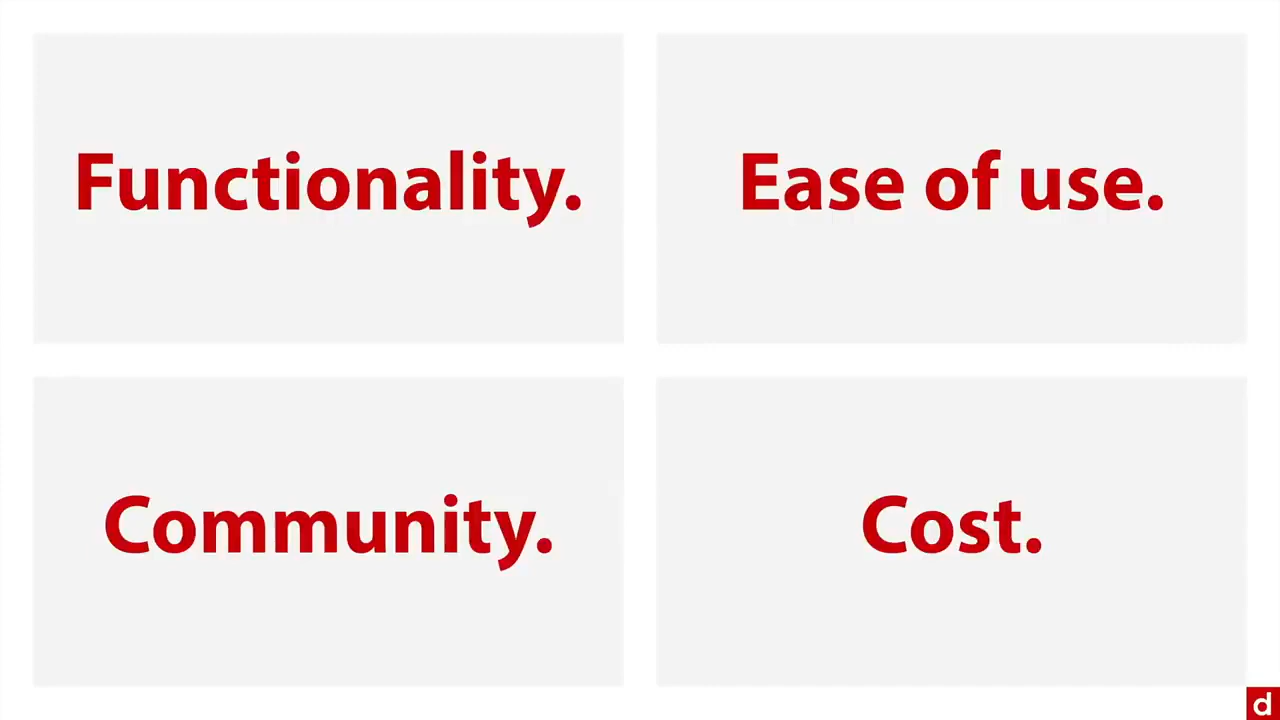 Functionality.
Ease of use.
Community.
Cost.
d